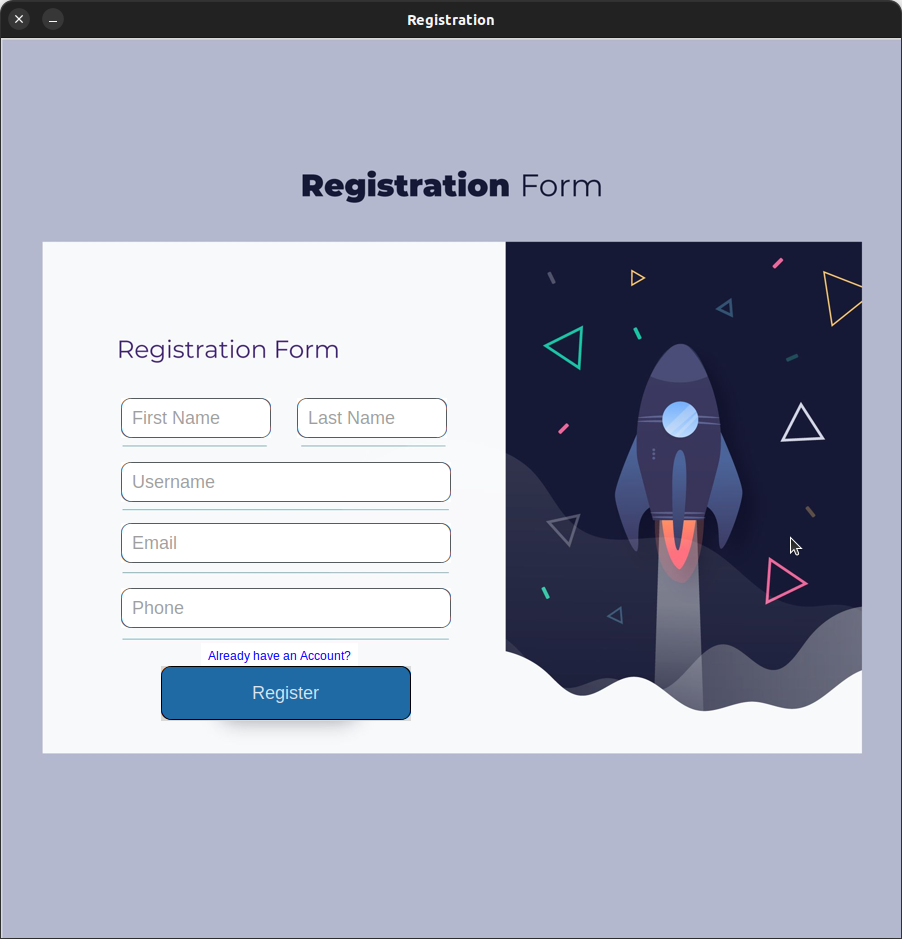 Registration
Registration Form
Registration Form
First Name Last Name
Username
Email
Phone
Already have an Account?
Register